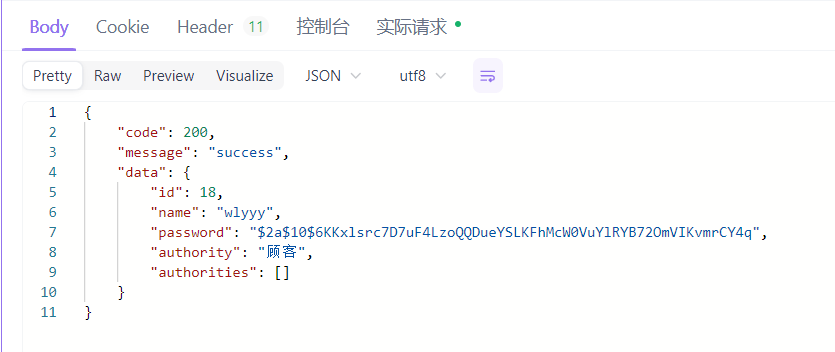 Body Cookie Header 11 控制台 实际请求
Pretty Raw Preview Visualize JSON utf8
1 {
2 "code": 200,
3 "message": "success",
4 "data": {
5 "id": 18,
6 "name": "wlyyy",
7 "password": "$2a$10$6KKxlsrc7D7uF4LzoQQDueYSLKFhMcW0VuYlRYB72OmVIKvmrCY4q",
8 "authority": "顾客",
9 "authorities": []
10 }
11 }